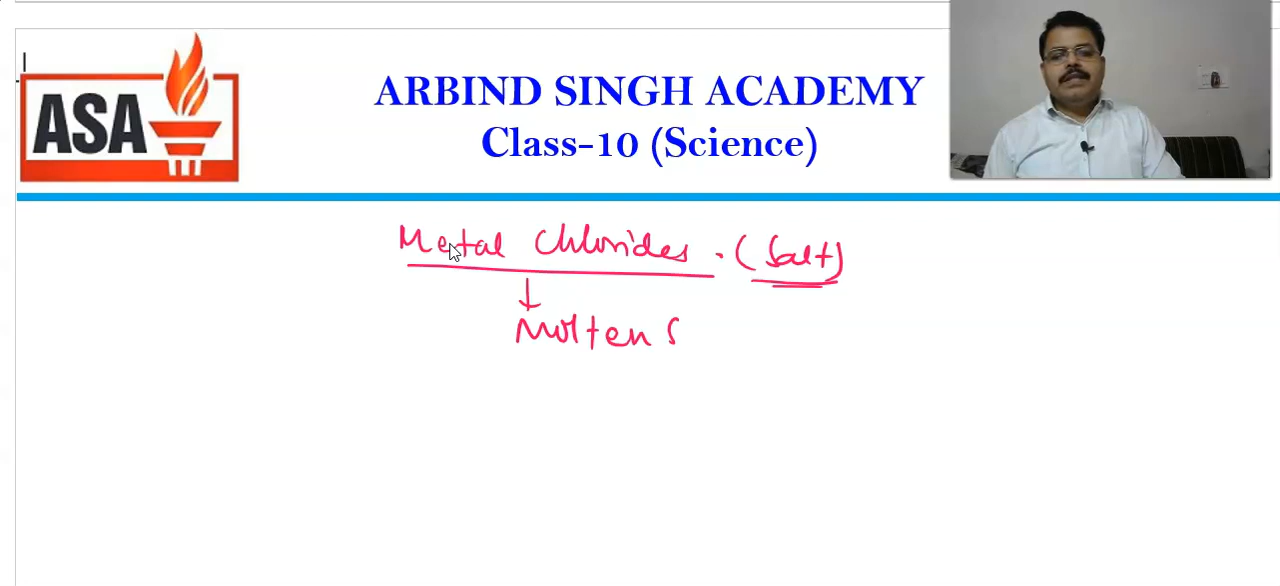 ASA
ARBIND SINGH ACADEMY
Class-10 (Science)
Metal Chlorides. (Salt)
Molten S